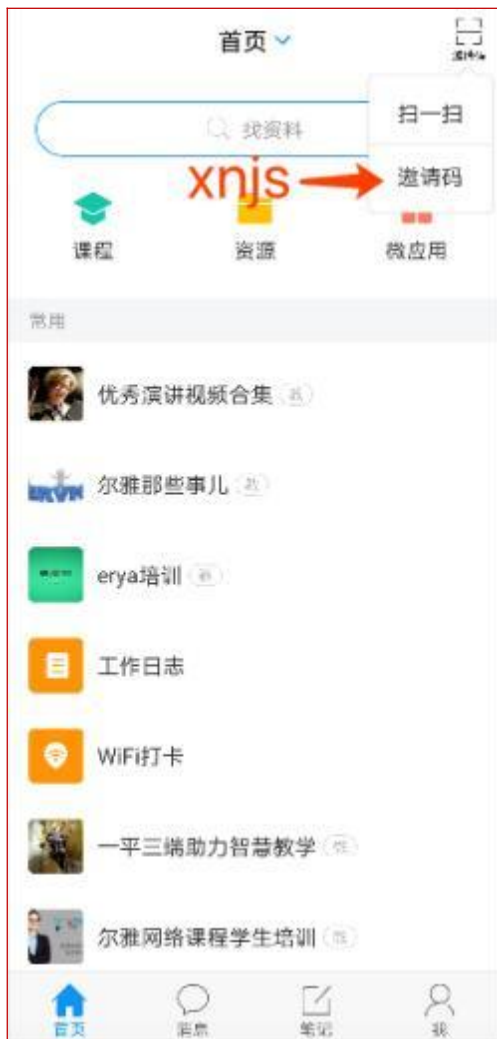 首页
邀请码
扫一扫
找资料
xnjs
邀请码
课程
资源
微应用
常用
优秀演讲视频合集
尔雅那些事儿
erya培训
工作日志
WiFi打卡
一平三端助力智慧教学
尔雅网络课程学生培训
首页
消息
笔记
我